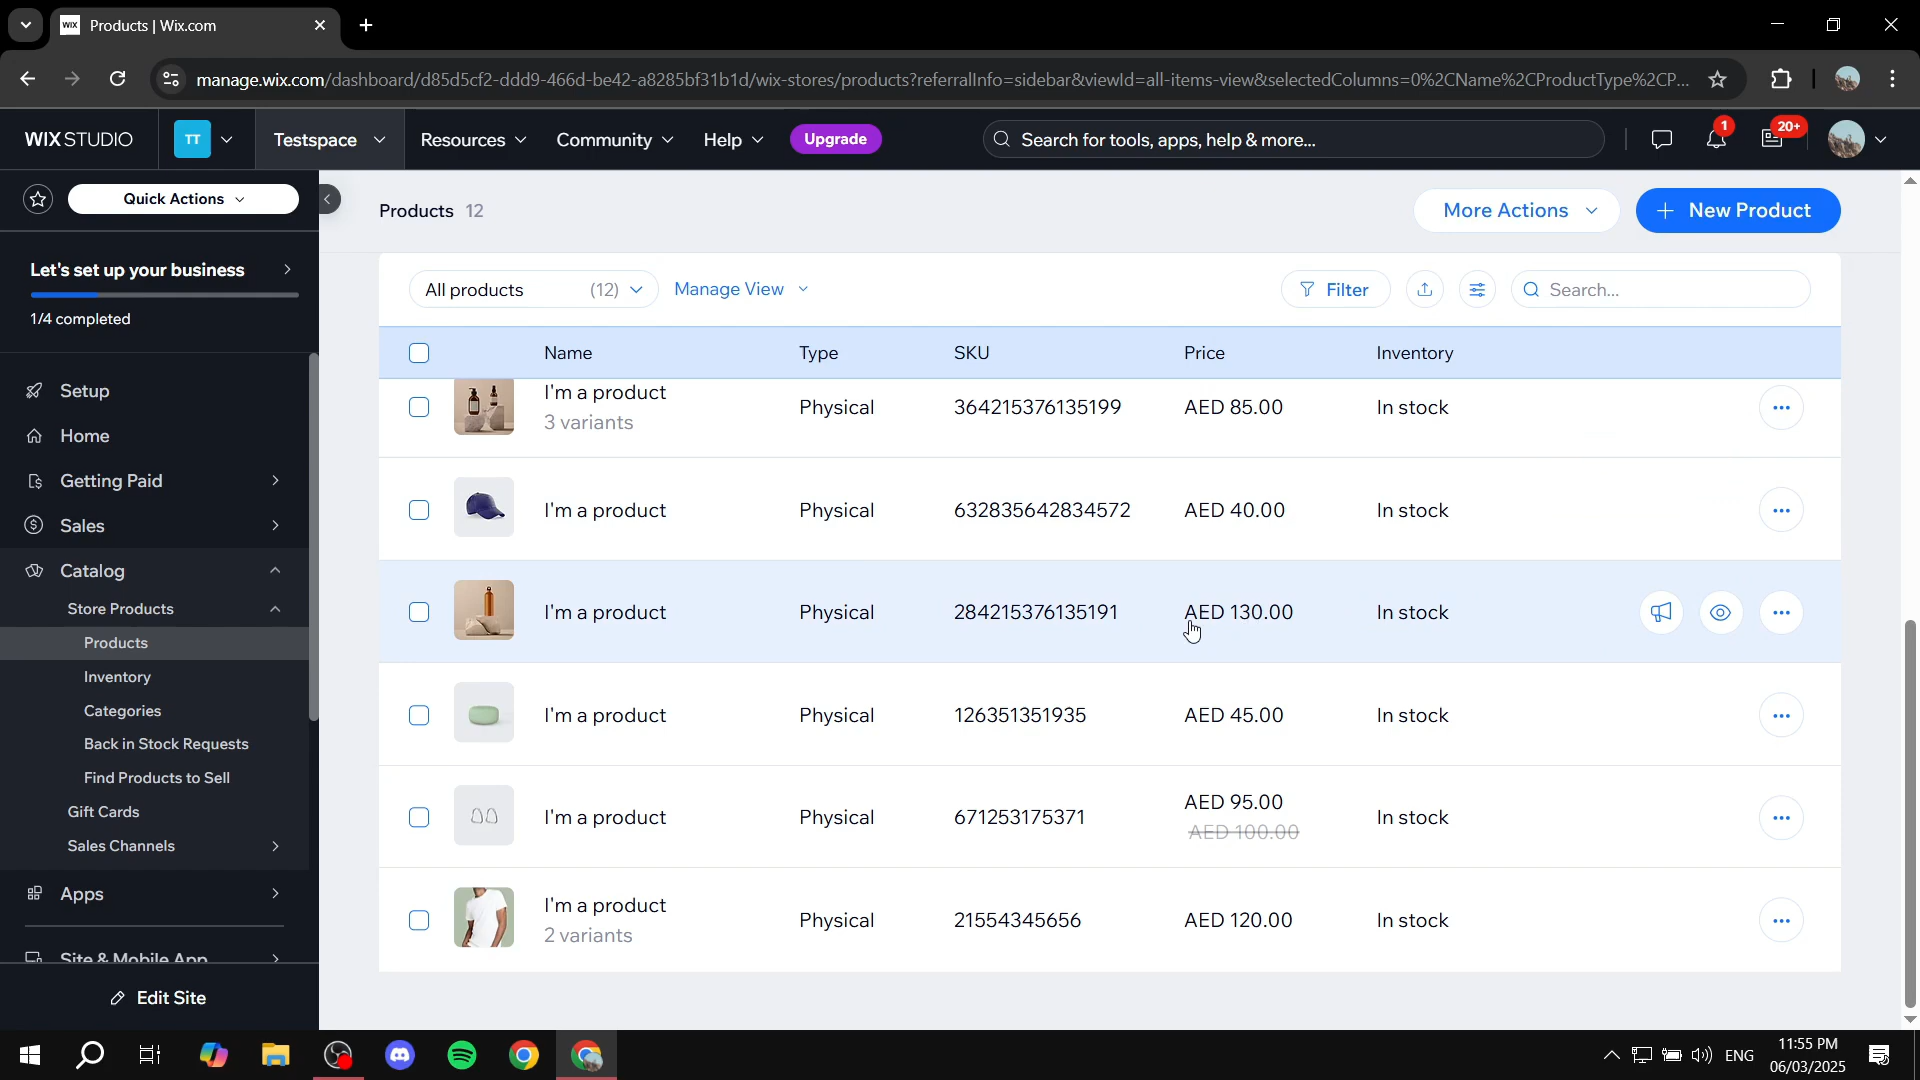 Products | Wix.com
manage.wix.com/dashboard/d85d5cf2-ddd9-466d-be42-a8285bf31b1d/wix-stores/products?referralInfo=sidebar&viewId=all-items-view&selectedColumns=0%2CName%2CProductType%2CP...
WIX STUDIO
TT
Testspace
Resources
Community
Help
Upgrade
Search for tools, apps, help & more...
1
20+
Quick Actions
Let's set up your business
1/4 completed
Setup
Home
Getting Paid
Sales
Catalog
Store Products
Products
Inventory
Categories
Back in Stock Requests
Find Products to Sell
Gift Cards
Sales Channels
Apps
Site & Mobile App
Edit Site
Products 12
More Actions
+ New Product
All products (12)
Manage View
Filter
Search...
Name Type SKU Price Inventory
I'm a product
3 variants
Physical 364215376135199 AED 85.00 In stock
I'm a product Physical 632835642834572 AED 40.00 In stock
I'm a product Physical 284215376135191 AED 130.00 In stock
I'm a product Physical 126351351935 AED 45.00 In stock
I'm a product Physical 671253175371 AED 95.00 In stock
AED 100.00
I'm a product
2 variants
Physical 21554345656 AED 120.00 In stock
ENG
11:55 PM
06/03/2025